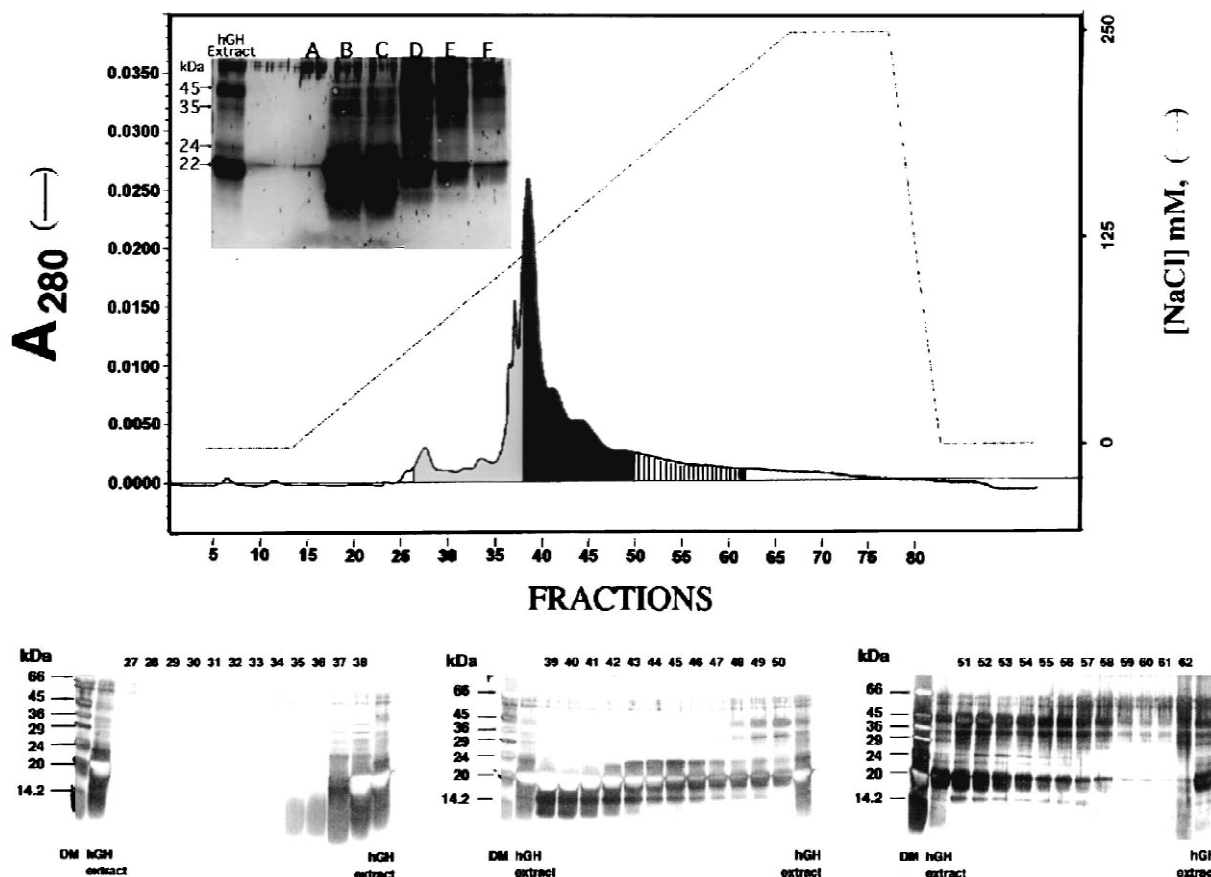 hGH
Extract
A B C D E F
kDa
45
35
24
22
A280 (—)
0.0350
0.0300
0.0250
0.0200
0.0150
0.0100
0.0050
0.0000
250
125
0
[NaCl] mM, (
5 10 15 20 25 30 35 40 45 50 55 60 65 70 75 80
FRACTIONS
kDa
27 28 29 30 31 32 33 34 35 36 37 38
66
45
36
29
24
20
14.2
DM hGH
extract
hGH
extract
kDa
39 40 41 42 43 44 45 46 47 48 49 50
66
45
36
29
24
20
14.2
DM hGH
extract
hGH
extract
kDa
51 52 53 54 55 56 57 58 59 60 61 62
66
45
36
29
24
20
14.2
DM hGH
extract
hGH
extract